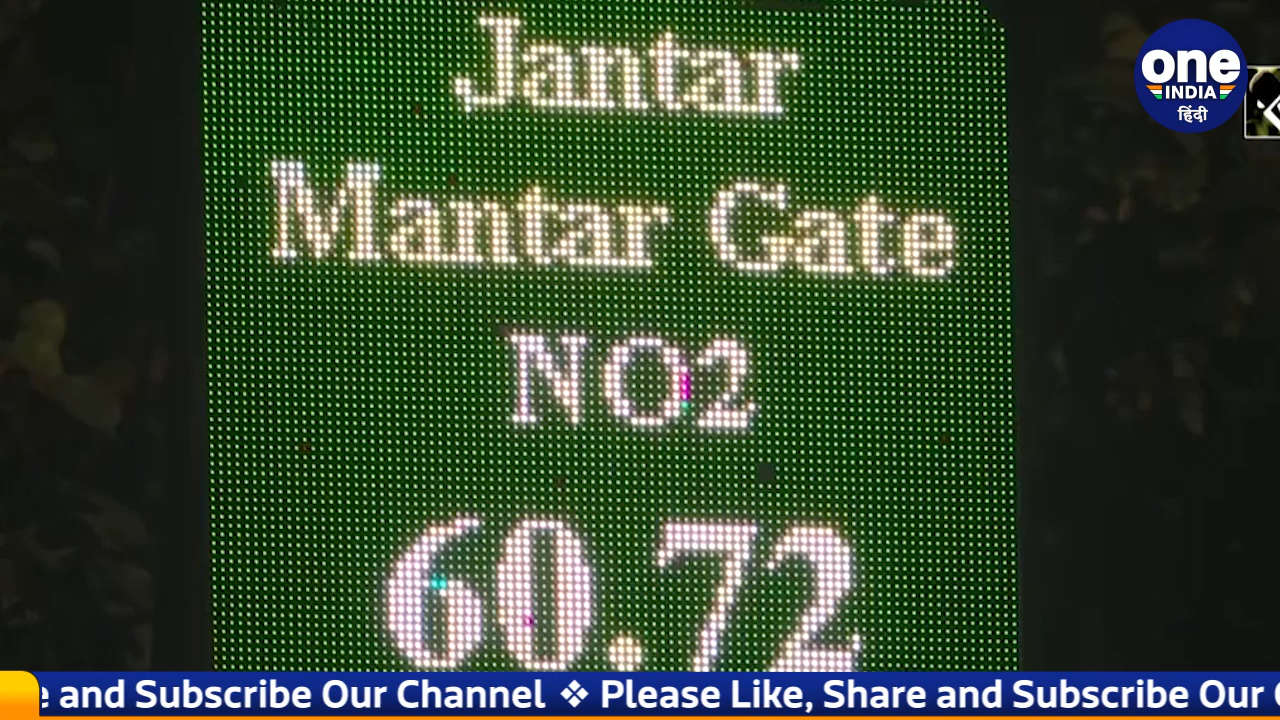 Jantar
Mantar Gate
NO2
60.72
one
INDIA
हिंदी
e and Subscribe Our Channel ❖ Please Like, Share and Subscribe Our